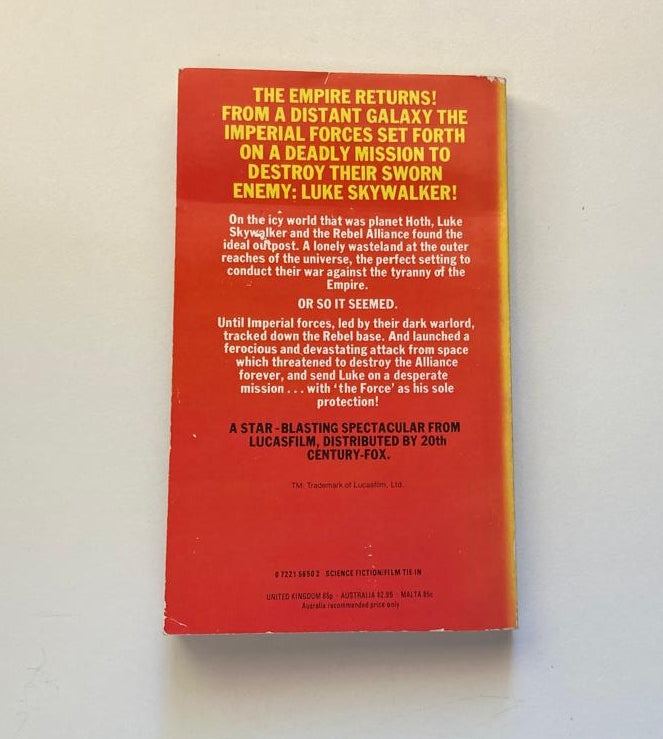 THE EMPIRE RETURNS!
FROM A DISTANT GALAXY THE
IMPERIAL FORCES SET FORTH
ON A DEADLY MISSION TO
DESTROY THEIR SWORN
ENEMY: LUKE SKYWALKER!
On the icy world that was planet Hoth, Luke
Skywalker and the Rebel Alliance found the
ideal outpost. A lonely wasteland at the outer
reaches of the universe, the perfect setting to
conduct their war against the tyranny of the
Empire.
OR SO IT SEEMED.
Until Imperial forces, led by their dark warlord,
tracked down the Rebel base. And launched a
ferocious and devastating attack from space
which threatened to destroy the Alliance
forever, and send Luke on a desperate
mission . . . with ‘the Force’ as his sole
protection!
A STAR-BLASTING SPECTACULAR FROM
LUCASFILM, DISTRIBUTED BY 20th
CENTURY-FOX.
TM: Trademark of Lucasfilm, Ltd.
0 7221 5650 2 SCIENCE FICTION/FILM TIE-IN
UNITED KINGDOM 85p · AUSTRALIA $2.95 · MALTA 85c
Australia recommended price only